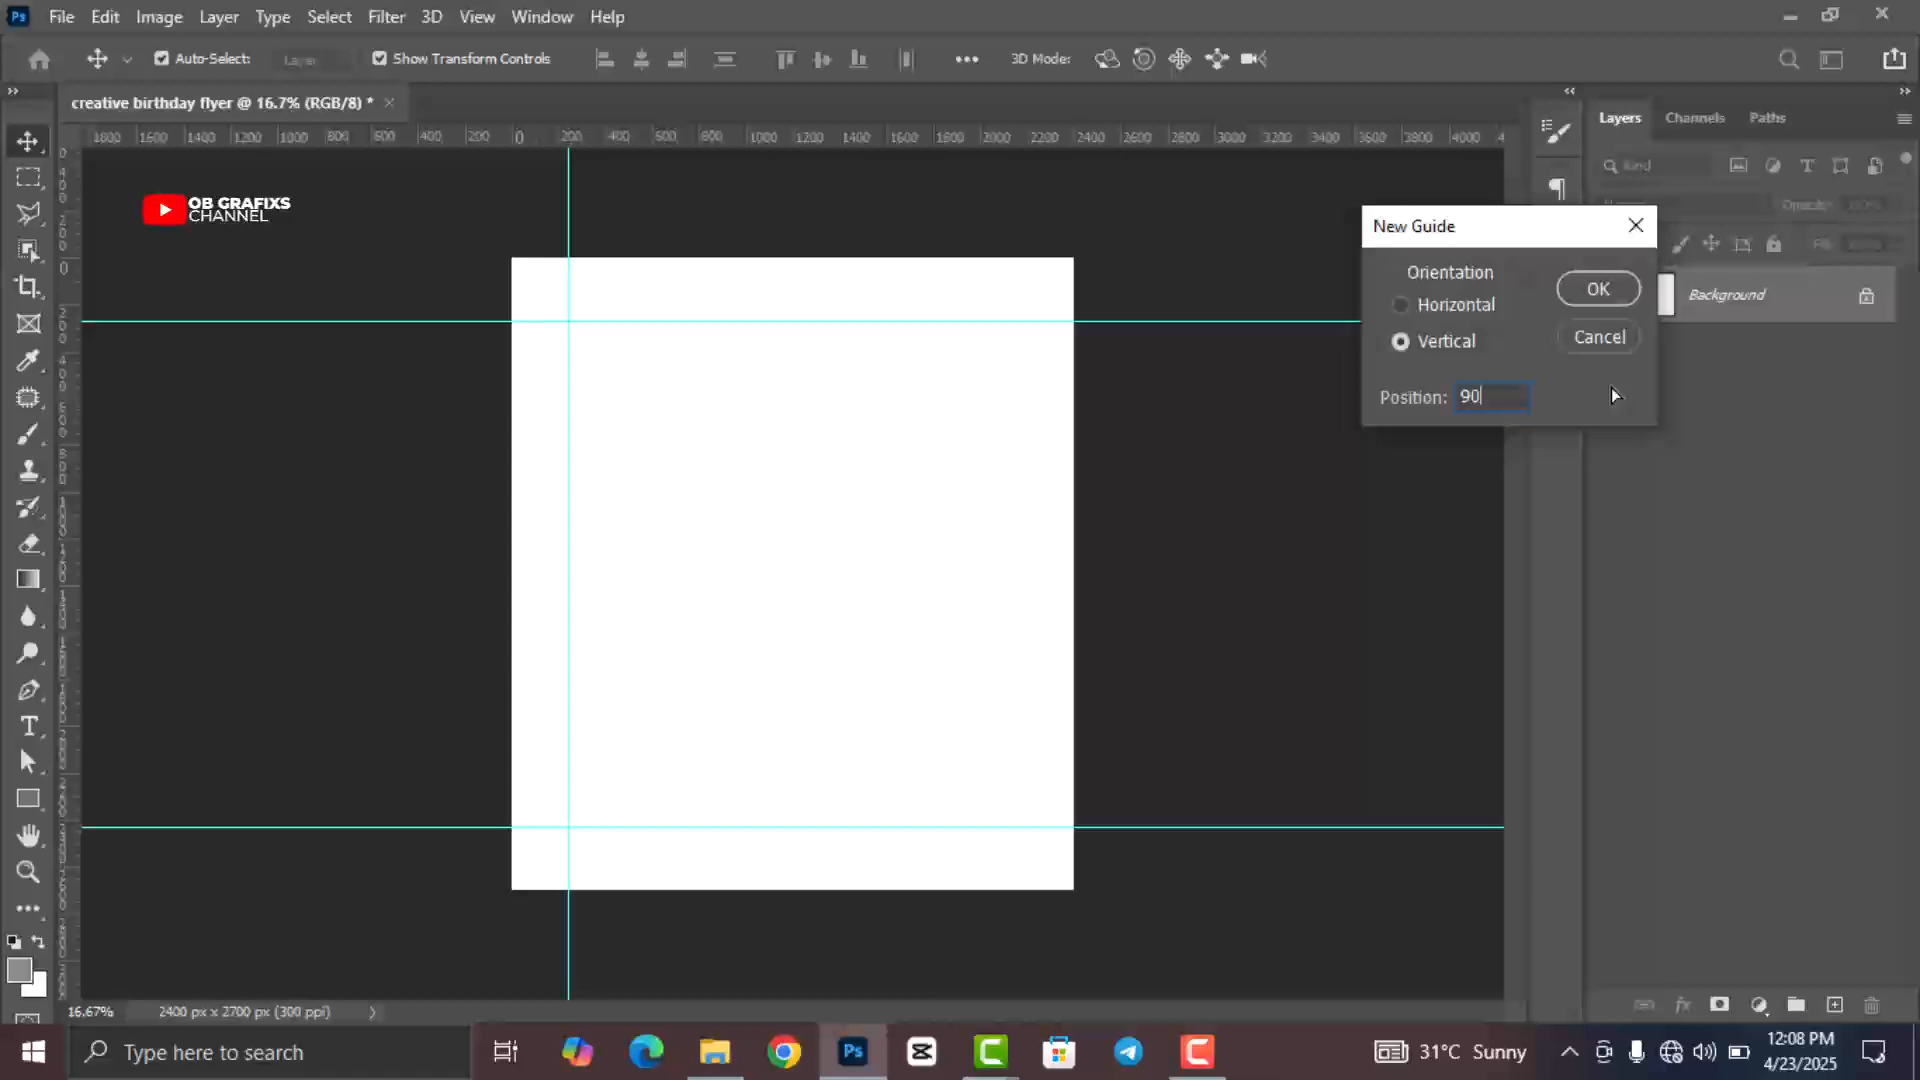 Ps File Edit Image Layer Type Select Filter 3D View Window Help
Auto-Select: Layer Show Transform Controls 3D Mode:
creative birthday flyer @ 16.7% (RGB/8) * ×
1800 1600 1400 1200 1000 800 600 400 200 0 200 400 600 800 1000 1200 1400 1600 1800 2000 2200 2400 2600 2800 3000 3200 3400 3600 3800 4000
Layers Channels Paths
Kind
Opacity:
OB GRAFIXS
CHANNEL
New Guide
Orientation
Horizontal
Vertical
OK
Cancel
Position: 90
Fill:
Background
16.67% 2400 px x 2700 px (300 ppi)
Type here to search
31°C Sunny
12:08 PM
4/23/2025